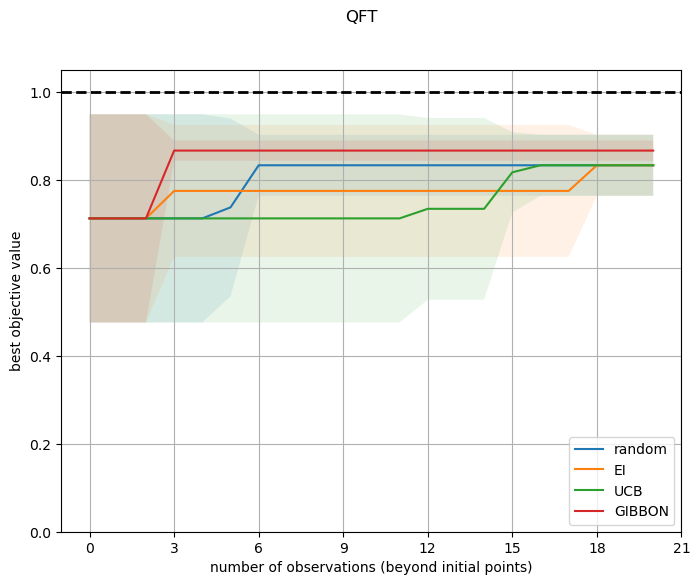 QFT
best objective value
1.0
0.8
0.6
0.4
0.2
0.0
0 3 6 9 12 15 18 21
number of observations (beyond initial points)
random
EI
UCB
GIBBON